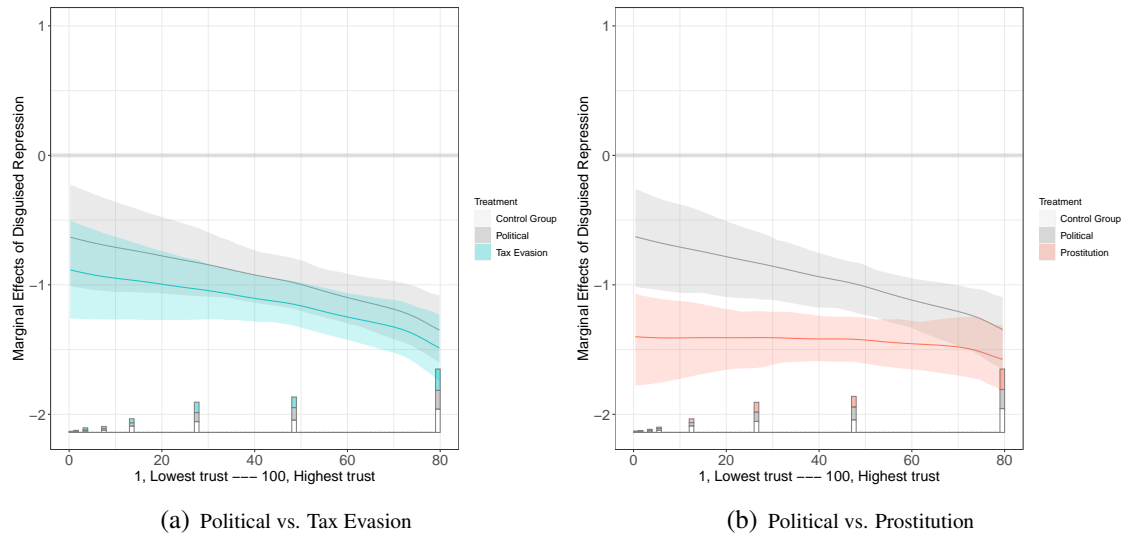 Marginal Effects of Disguised Repression
1
0
−1
−2
0
20
40
60
80
1, Lowest trust −−− 100, Highest trust
Treatment
Control Group
Political
Tax Evasion
(a) Political vs. Tax Evasion
Marginal Effects of Disguised Repression
1
0
−1
−2
0
20
40
60
80
1, Lowest trust −−− 100, Highest trust
Treatment
Control Group
Political
Prostitution
(b) Political vs. Prostitution